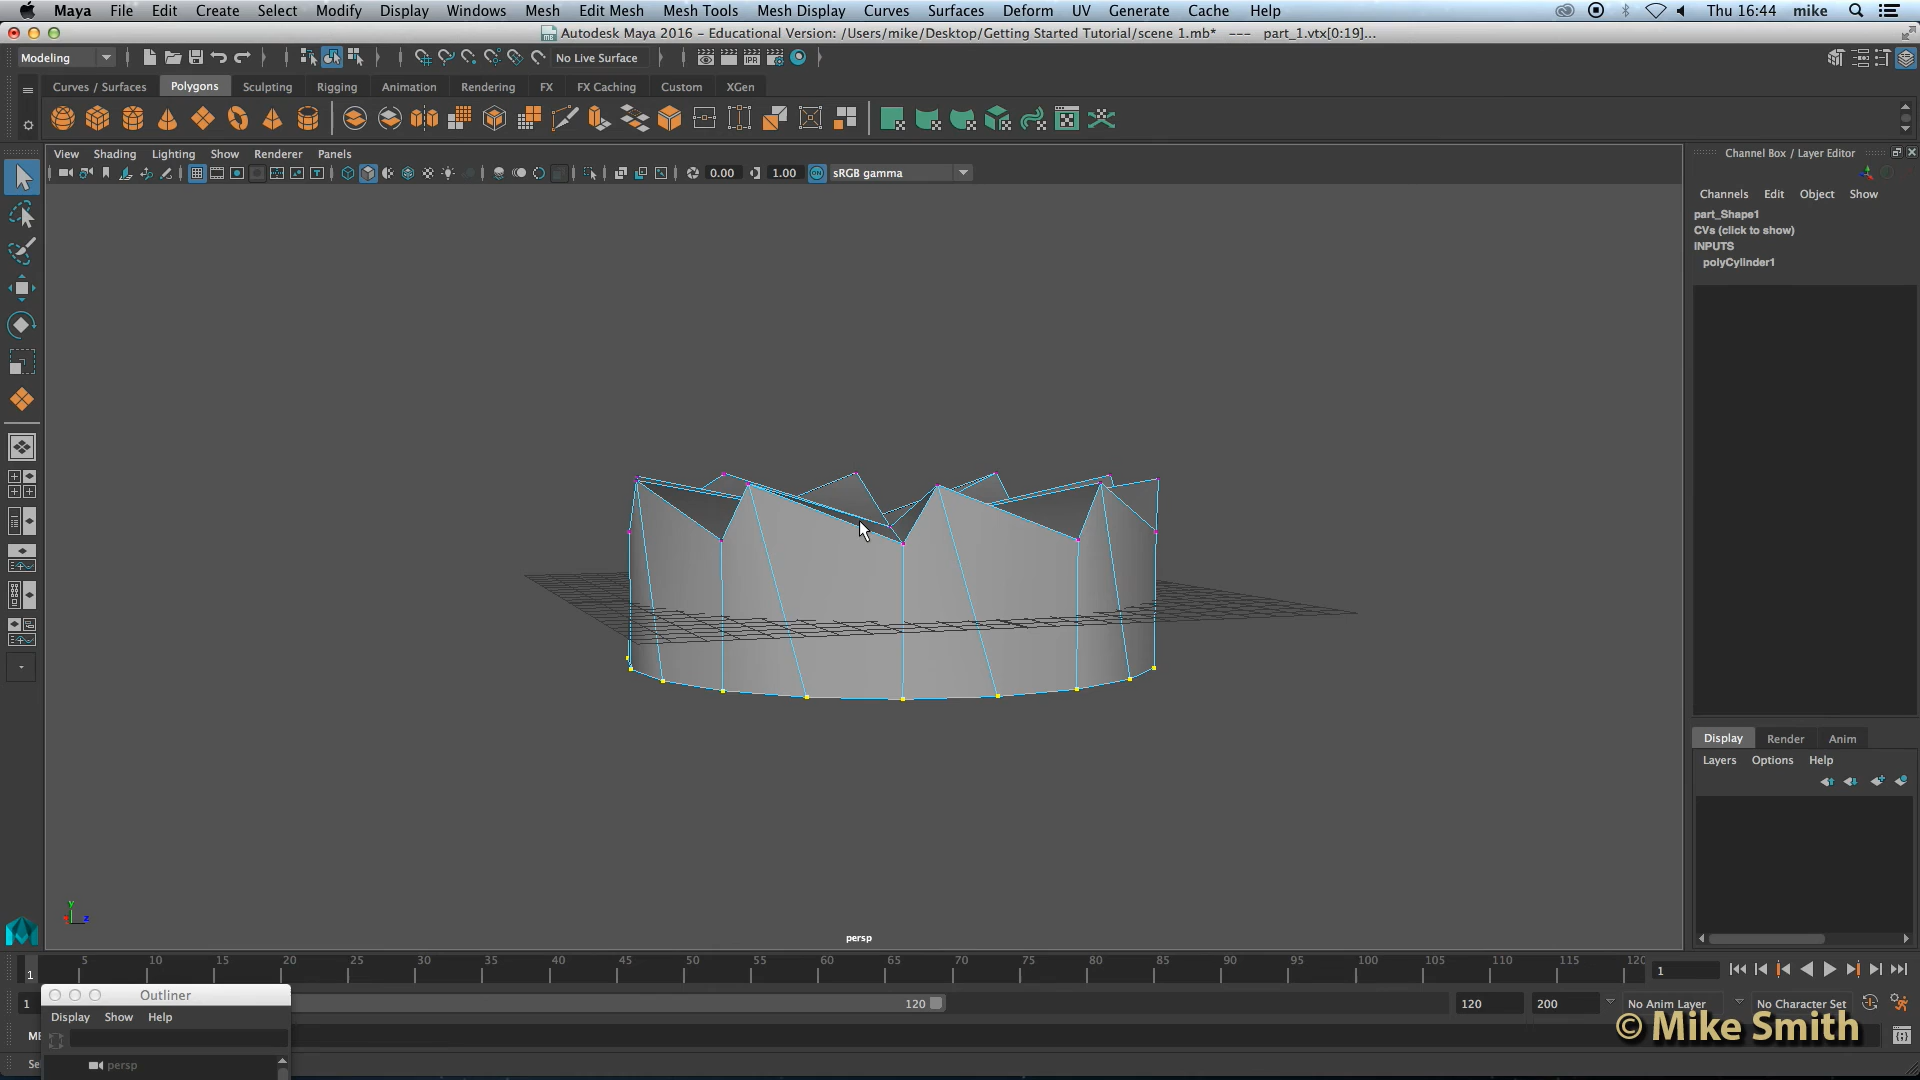 Maya File Edit Create Select Modify Display Windows Mesh Edit Mesh Mesh Tools Mesh Display Curves Surfaces Deform UV Generate Cache Help Thu 16:44 mike
Autodesk Maya 2016 - Educational Version: /Users/mike/Desktop/Getting Started Tutorial/scene 1.mb* --- part_1.vtx[0:19]...
Modeling No Live Surface
Curves / Surfaces Polygons Sculpting Rigging Animation Rendering FX FX Caching Custom XGen
View Shading Lighting Show Renderer Panels
0.00 1.00 sRGB gamma
Channel Box / Layer Editor
Channels Edit Object Show
part_Shape1
CVs (click to show)
INPUTS
polyCylinder1
Display Render Anim
Layers Options Help
y
z
persp
5 10 15 20 25 30 35 40 45 50 55 60 65 70 75 80 85 90 95 100 105 110 115 120
1 1
1 120 120 200 No Anim Layer No Character Set
Outliner
Display Show Help
persp
ME
Se
© Mike Smith